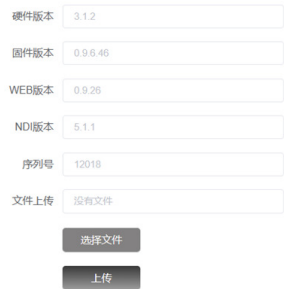 硬件版本 3.1.2
固件版本 0.9.6.46
WEB版本 0.9.26
NDI版本 5.1.1
序列号 12018
文件上传 没有文件
选择文件
上传